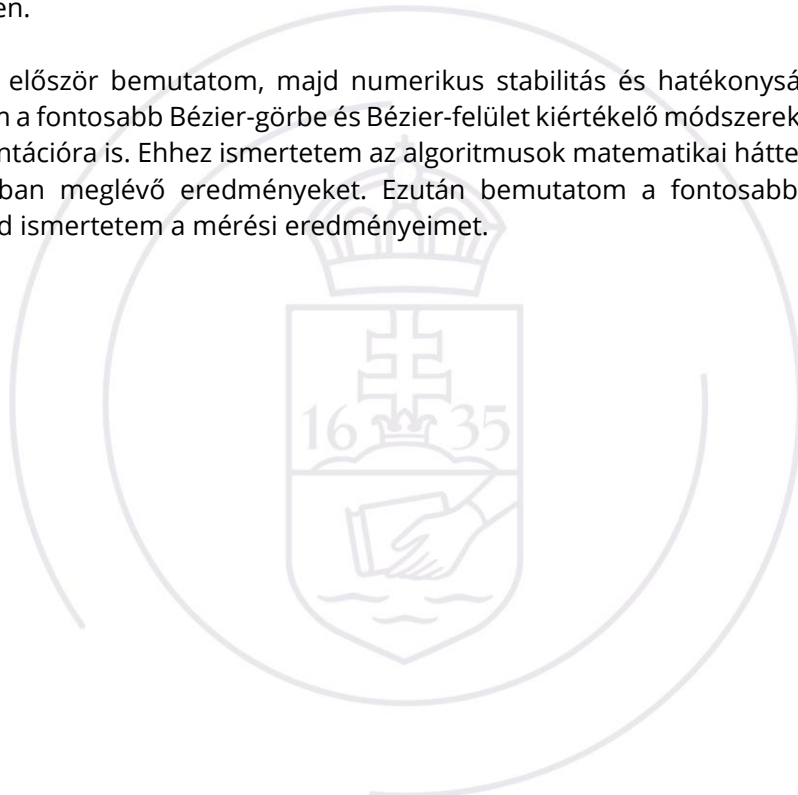 en.
először bemutatom, majd numerikus stabilitás és hatékonysá
a fontosabb Bézier-görbe és Bézier-felület kiértékelő módszerek
ntációra is. Ehhez ismertetem az algoritmusok matematikai hátte
ban meglévő eredményeket. Ezután bemutatom a fontosabb
d ismertetem a mérési eredményeimet.
16 35